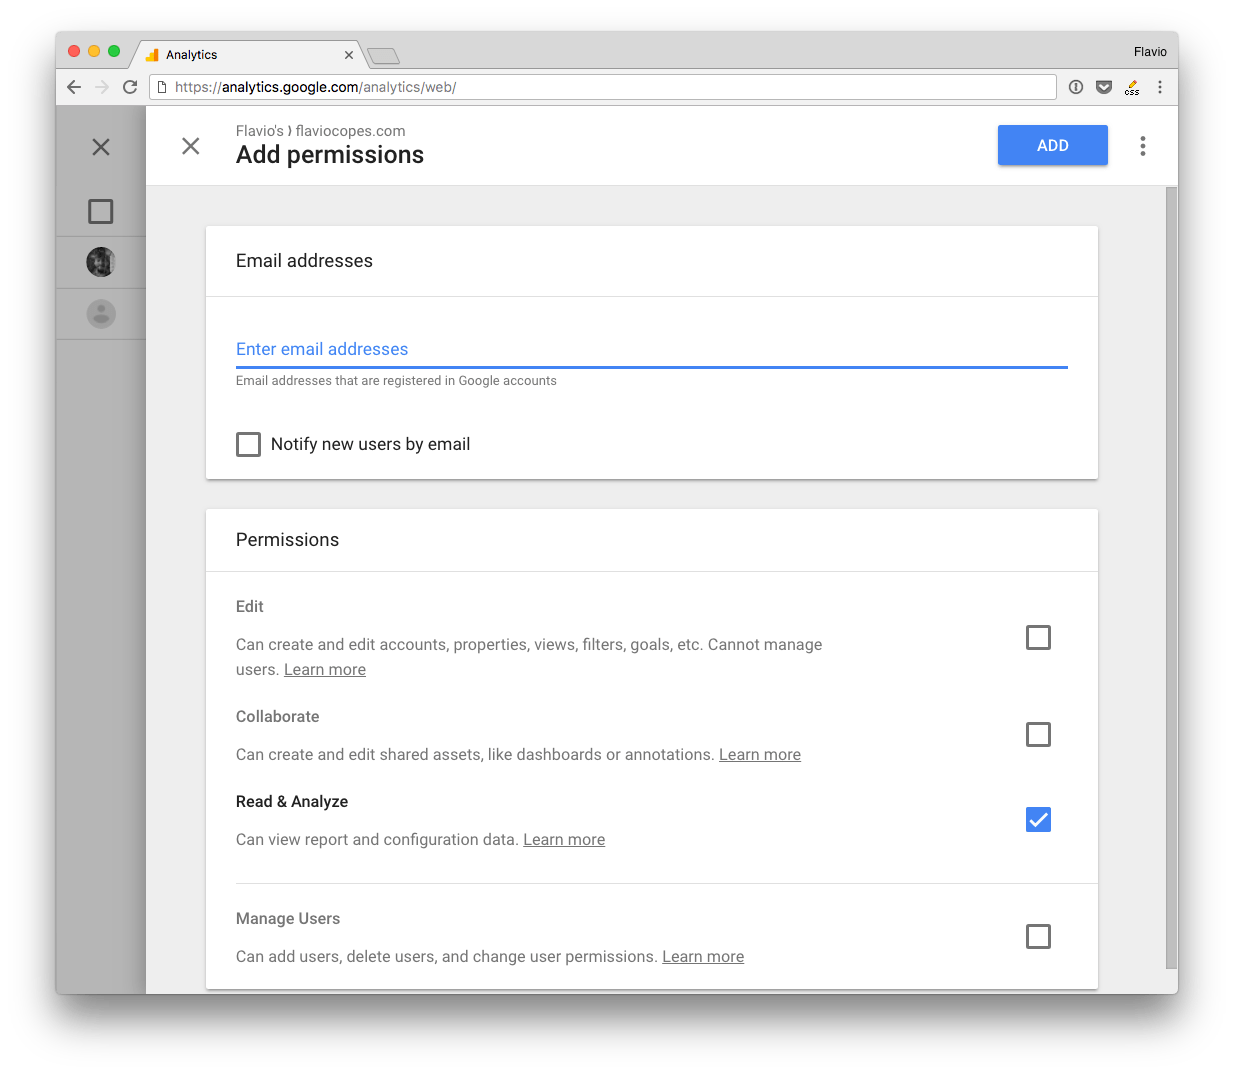 Analytics
Flavio
https://analytics.google.com/analytics/web/
css
Flavio's ⟩ flaviocopes.com
Add permissions
ADD
Email addresses
Enter email addresses
Email addresses that are registered in Google accounts
Notify new users by email
Permissions
Edit
Can create and edit accounts, properties, views, filters, goals, etc. Cannot manage
users. Learn more
Collaborate
Can create and edit shared assets, like dashboards or annotations. Learn more
Read & Analyze
Can view report and configuration data. Learn more
Manage Users
Can add users, delete users, and change user permissions. Learn more